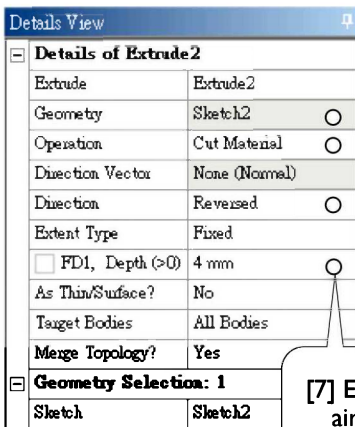 Details View
Details of Extrude2
Extrude Extrude2
Geometry Sketch2
Operation Cut Material
Direction Vector None (Normal)
Direction Reversed
Extent Type Fixed
FD1, Depth (>0) 4 mm
As Thin/Surface? No
Target Bodies All Bodies
Merge Topology? Yes
Geometry Selection: 1
Sketch Sketch2
[7]